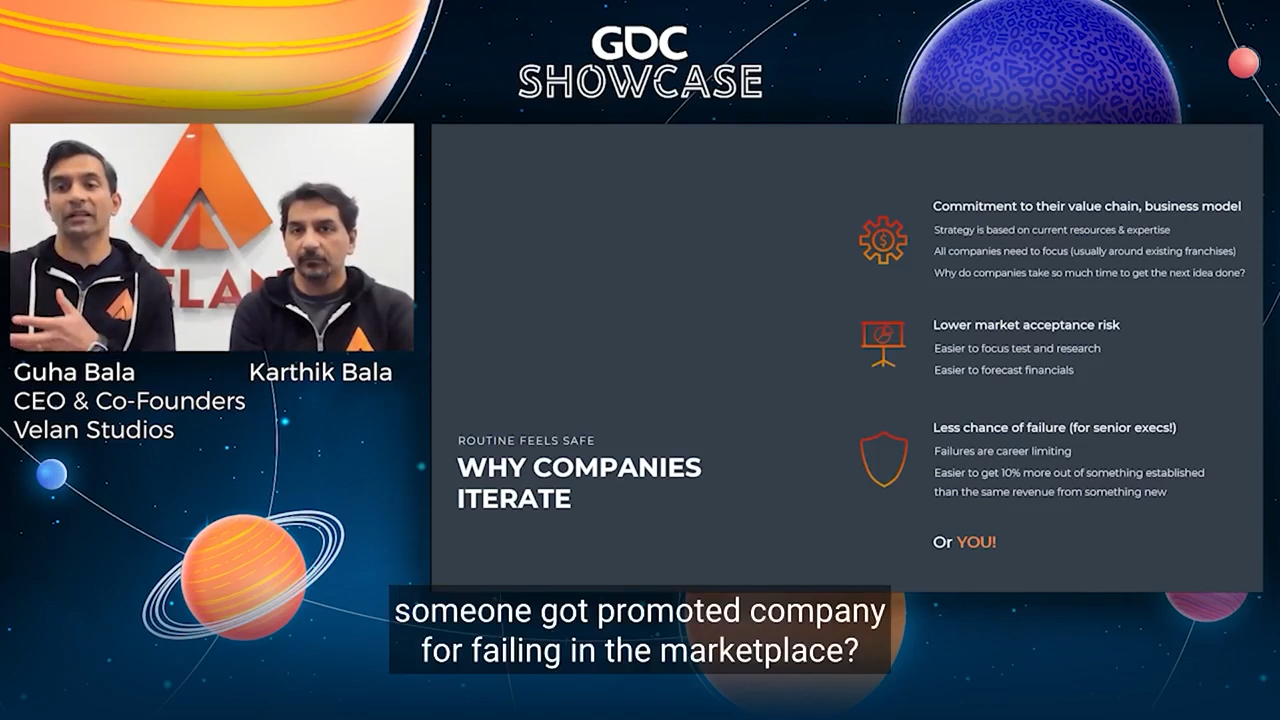 GDC
SHOWCASE
ELAN
Guha Bala
Karthik Bala
CEO & Co-Founders
Velan Studios
ROUTINE FEELS SAFE
WHY COMPANIES
ITERATE
Commitment to their value chain, business model
Strategy is based on current resources & expertise
All companies need to focus (usually around existing franchises)
Why do companies take so much time to get the next idea done?
Lower market acceptance risk
Easier to focus test and research
Easier to forecast financials
Less chance of failure (for senior execs!)
Failures are career limiting
Easier to get 10% more out of something established
than the same revenue from something new
Or YOU!
someone got promoted company
for failing in the marketplace?